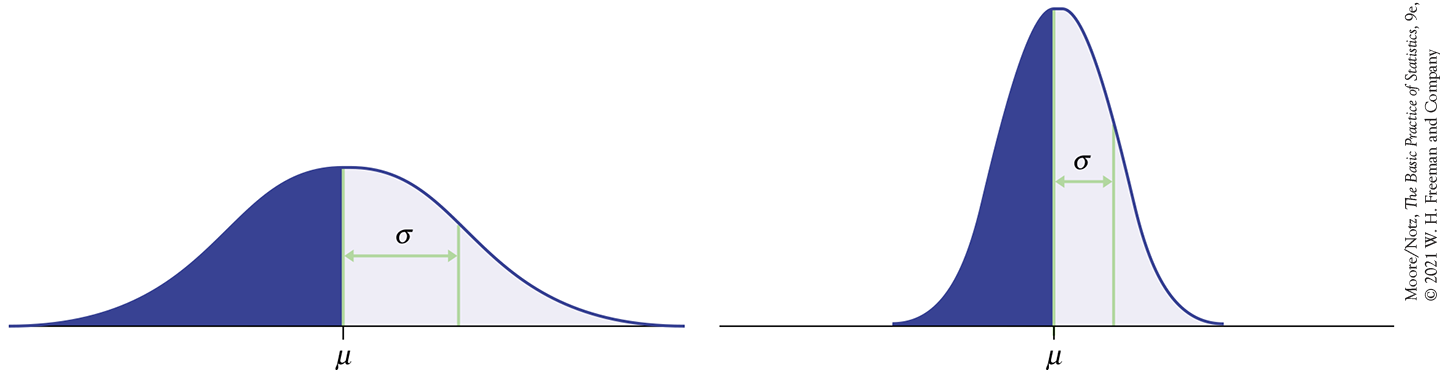 σ
μ
σ
μ
Moore/Notz, The Basic Practice of Statistics, 9e,
© 2021 W. H. Freeman and Company